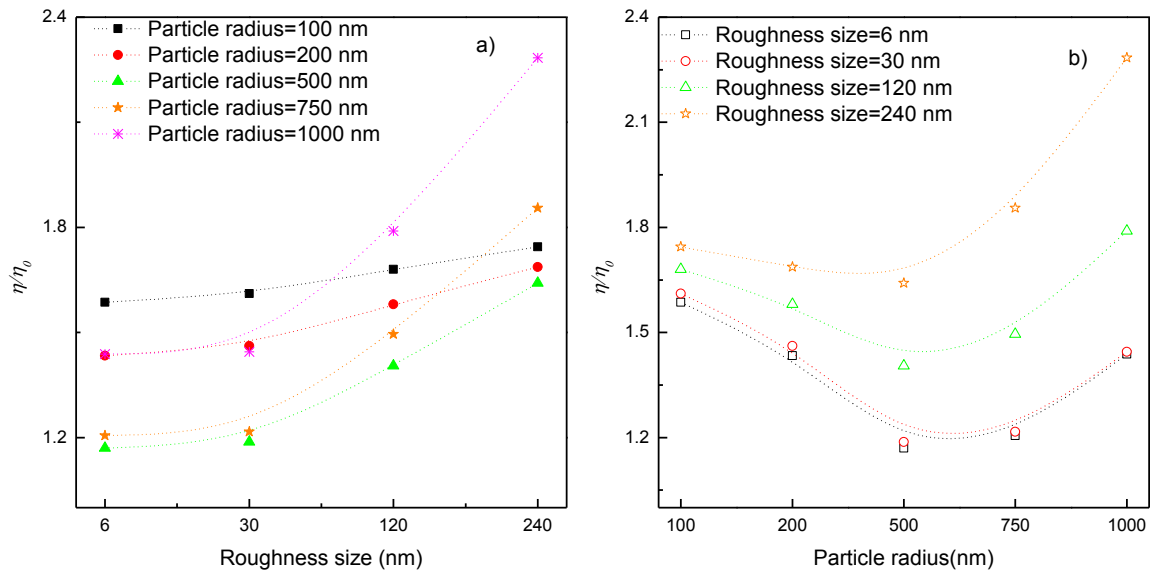 2.4
Particle radius=100 nm
a)
Particle radius=200 nm
Particle radius=500 nm
Particle radius=750 nm
Particle radius=1000 nm
1.8
1.2
η/η0
6
30
120
240
Roughness size (nm)
2.4
Roughness size=6 nm
Roughness size=30 nm
b)
Roughness size=120 nm
Roughness size=240 nm
2.1
1.8
1.5
1.2
η/η0
100
200
500
750
1000
Particle radius(nm)